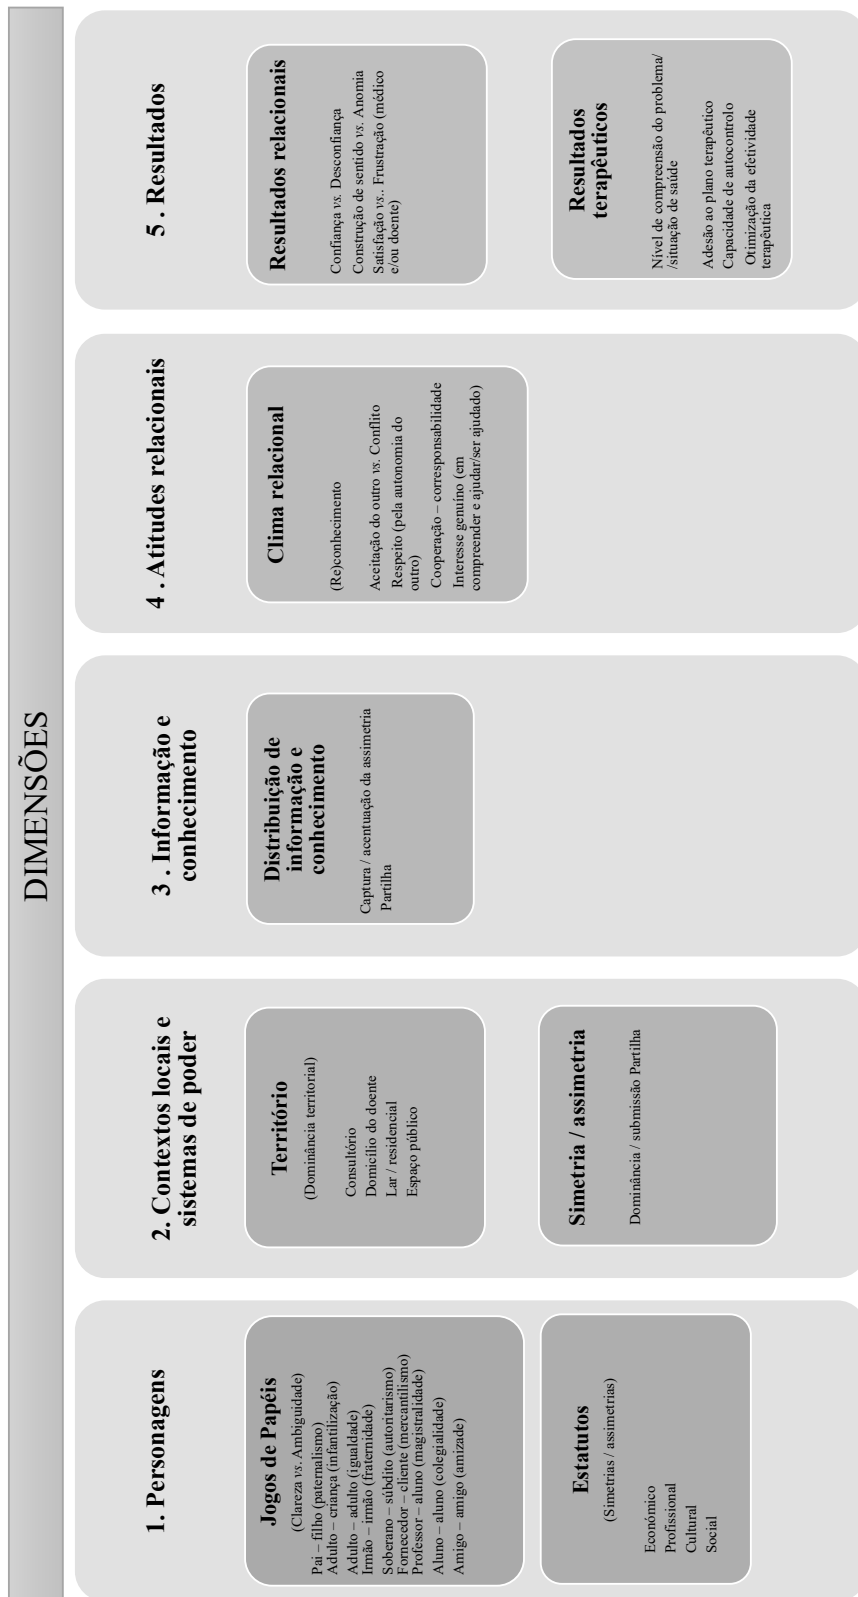 DIMENSÕES
1. Personagens
Jogos de Papéis
(Clareza vs. Ambiguidade)
Pai – filho (paternalismo)
Adulto – criança (infantilização)
Adulto – adulto (igualdade)
Irmão – irmão (fraternidade)
Soberano – súbdito (autoritarismo)
Fornecedor – cliente (mercantilismo)
Professor – aluno (magistralidade)
Aluno – aluno (colegialidade)
Amigo – amigo (amizade)
Estatutos
(Simetrias / assimetrias)
Económico
Profissional
Cultural
Social
2. Contextos locais e
sistemas de poder
Território
(Dominância territorial)
Consultório
Domicílio do doente
Lar / residencial
Espaço público
Simetria / assimetria
Dominância / submissão Partilha
3 . Informação e
conhecimento
Distribuição de
informação e
conhecimento
Captura / acentuação da assimetria
Partilha
4 . Atitudes relacionais
Clima relacional
(Re)conhecimento
Aceitação do outro vs. Conflito
Respeito (pela autonomia do
outro)
Cooperação – corresponsabilidade
Interesse genuíno (em
compreender e ajudar/ser ajudado)
5 . Resultados
Resultados relacionais
Confiança vs. Desconfiança
Construção de sentido vs. Anomia
Satisfação vs.. Frustração (médico
e/ou doente)
Resultados
terapêuticos
Nível de compreensão do problema/
/situação de saúde
Adesão ao plano terapêutico
Capacidade de autocontrolo
Otimização da efetividade
terapêutica